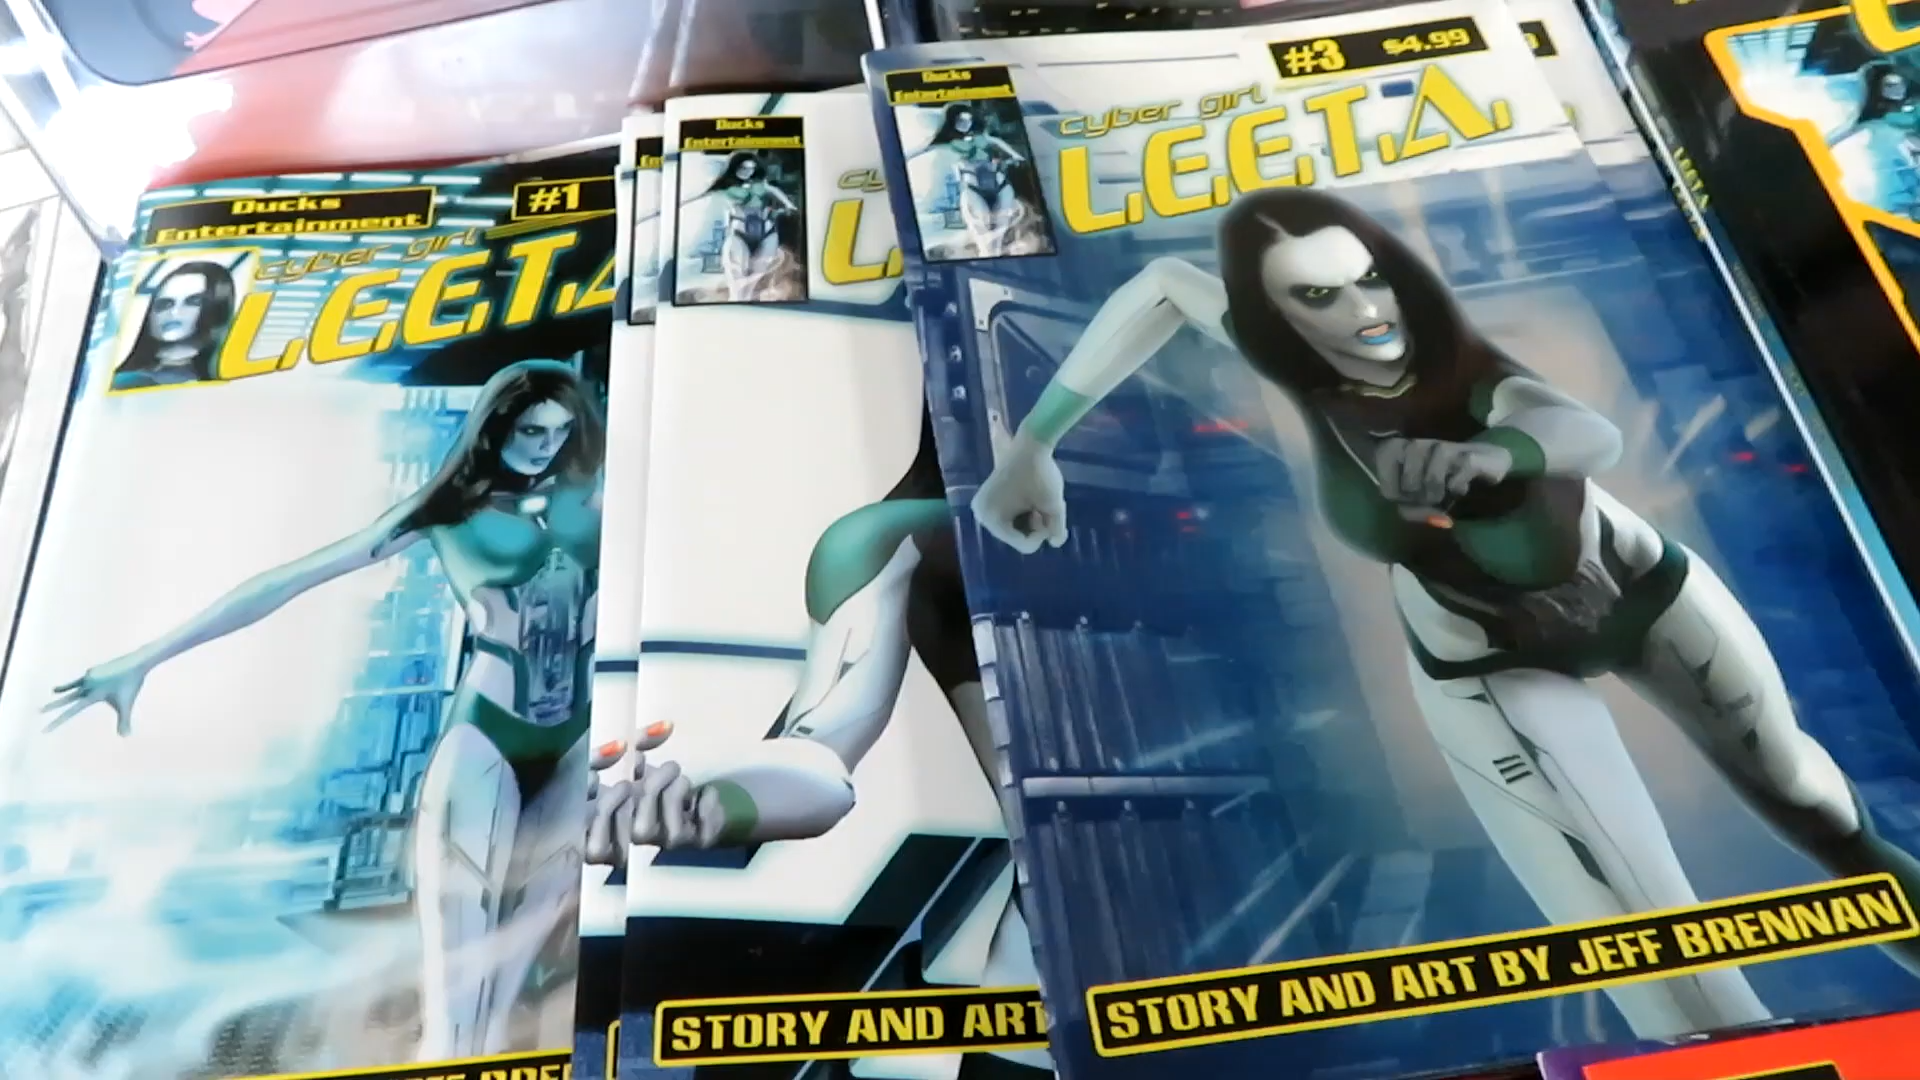 Ducks
Entertainment
#1
cyber girl
L.E.E.T.
Ducks
Entertainment
cy
L.
STORY AND ART
Ducks
Entertainment
#3 $4.99
cyber girl
L.E.E.T.A.
STORY AND ART BY JEFF BRENNAN